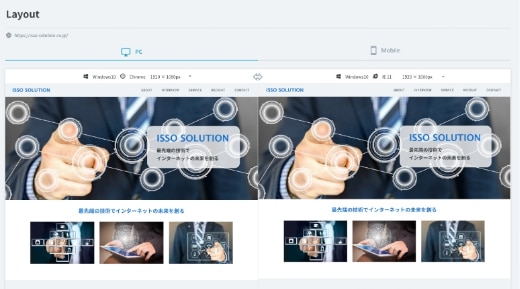 Layout
https://isso-solution.co.jp/
PC
Mobile
Windows10 Chrome 1920 × 1080px
Windows10 IE 11 1920 × 1080px
ISSO SOLUTION
ABOUT INTERVIEW SERVICE RECRUIT CONTACT
ISSO SOLUTION
ABOUT INTERVIEW SERVICE RECRUIT CONTACT
ISSO SOLUTION
最先端の技術で
インターネットの未来を創る
ISSO SOLUTION
最先端の技術で
インターネットの未来を創る
最先端の技術でインターネットの未来を創る
最先端の技術でインターネットの未来を創る